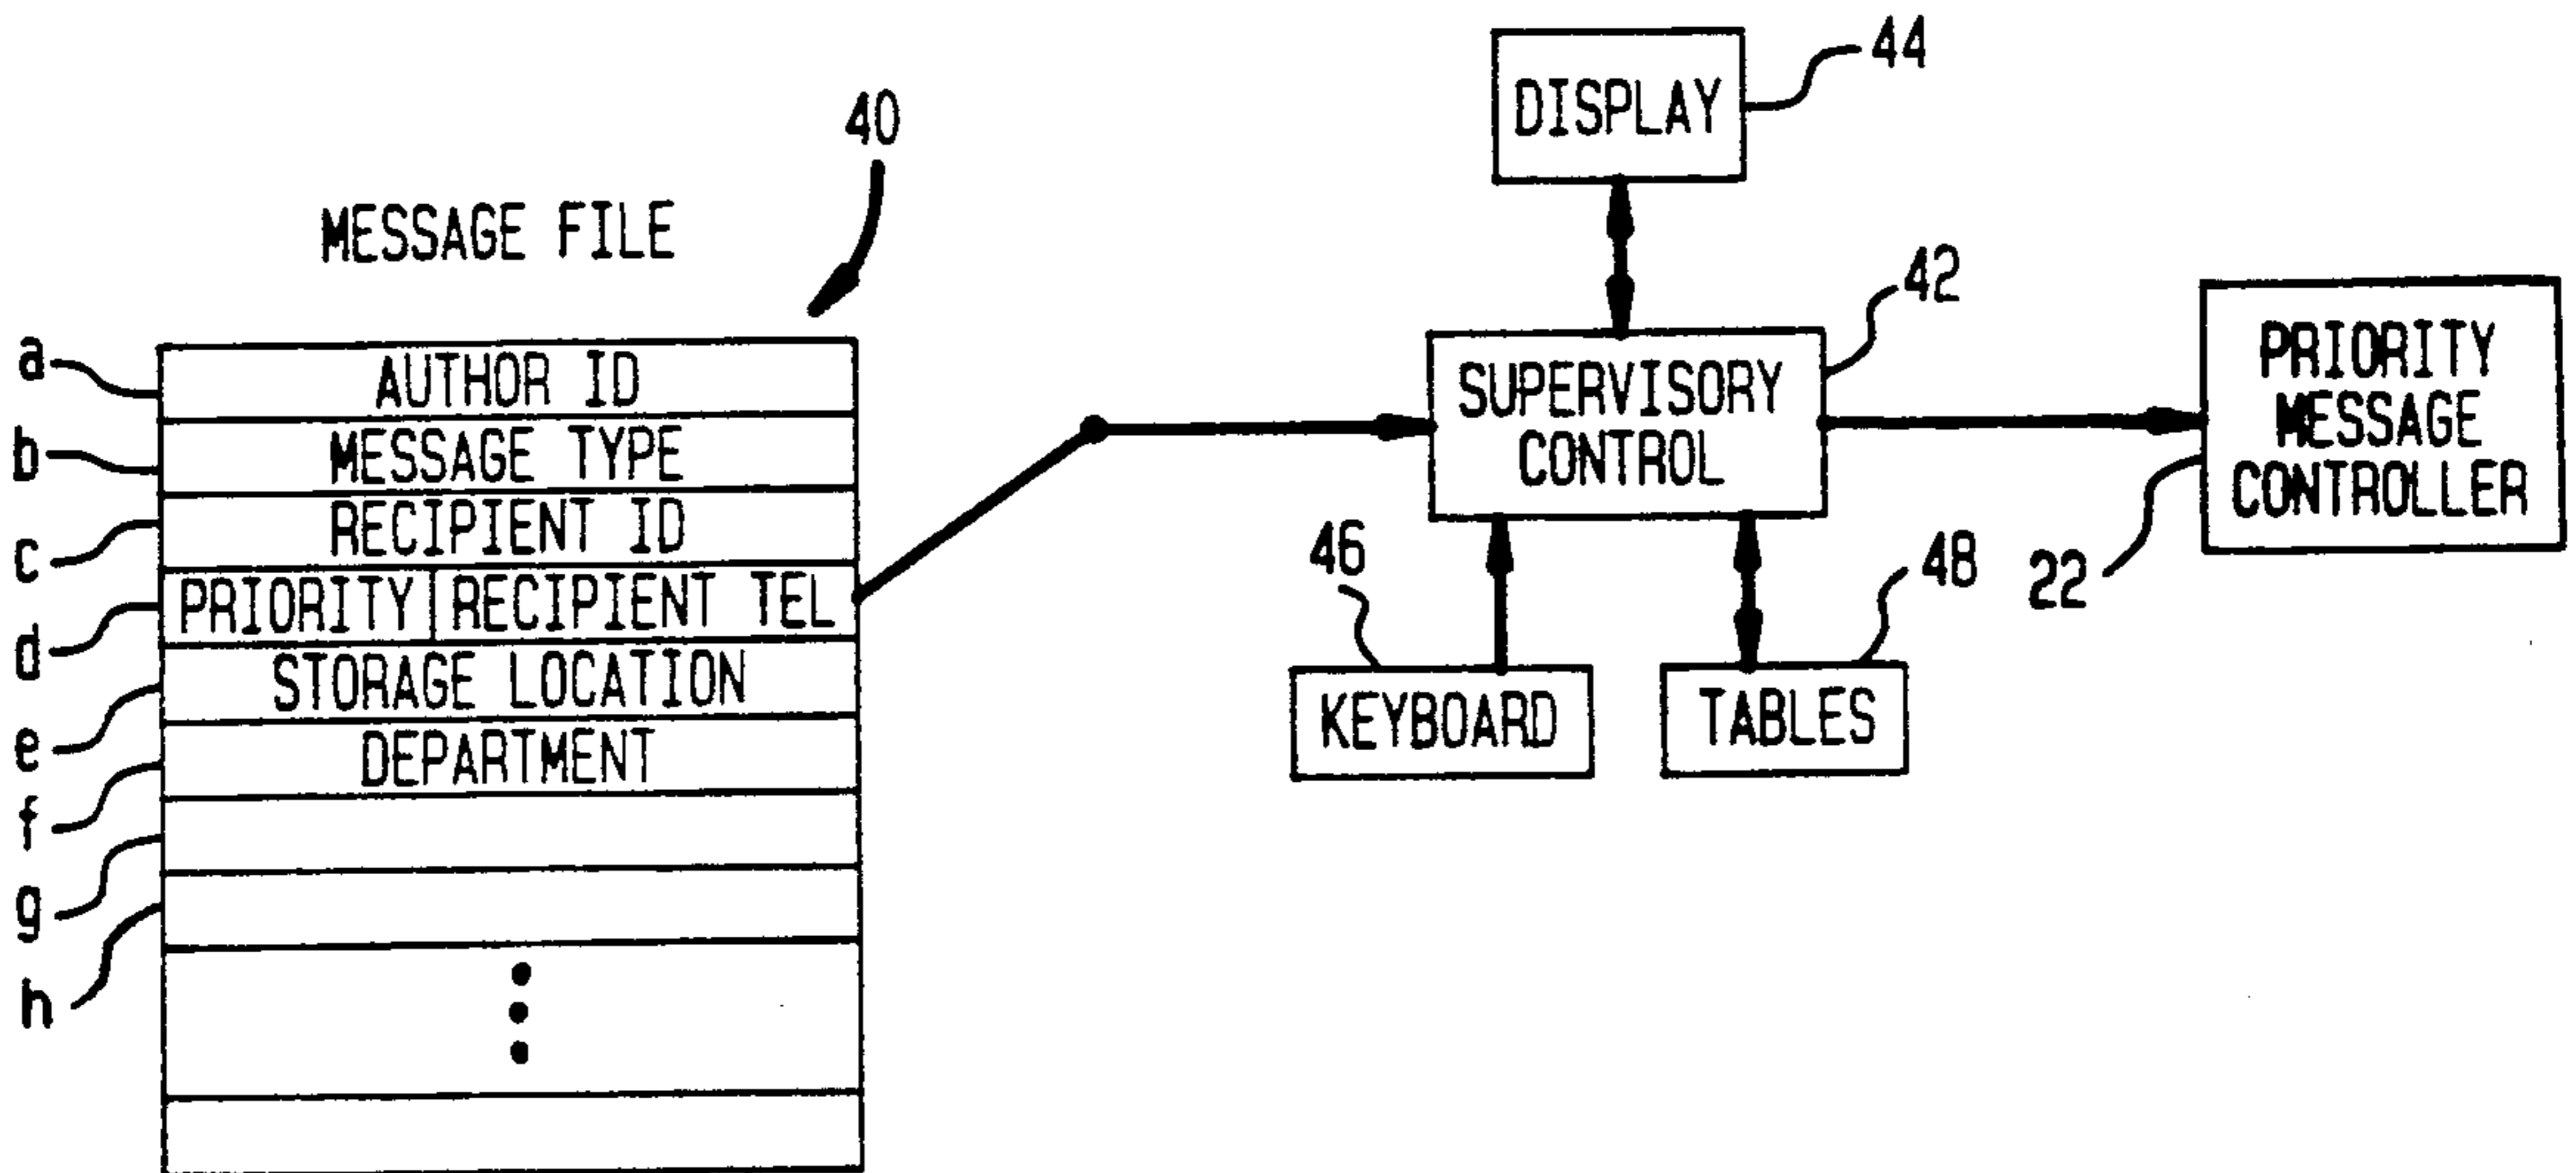 MESSAGE FILE
40
a
AUTHOR ID
b
MESSAGE TYPE
c
RECIPIENT ID
d
PRIORITY RECIPIENT TEL
e
STORAGE LOCATION
f
DEPARTMENT
g
h
DISPLAY
44
SUPERVISORY
CONTROL
42
PRIORITY
MESSAGE
CONTROLLER
22
46
KEYBOARD
48
TABLES